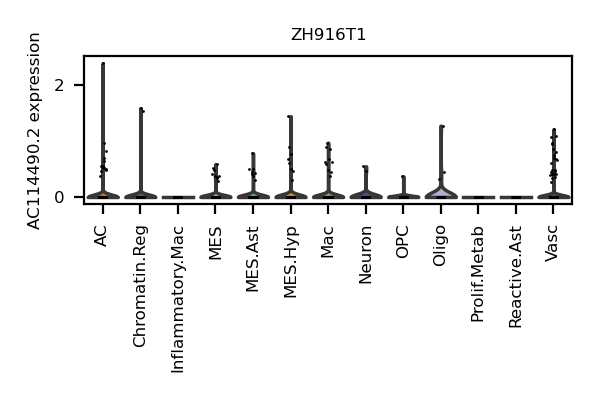 ZH916T1
AC114490.2 expression
2
0
AC
Chromatin.Reg
Inflammatory.Mac
MES
MES.Ast
MES.Hyp
Mac
Neuron
OPC
Oligo
Prolif.Metab
Reactive.Ast
Vasc